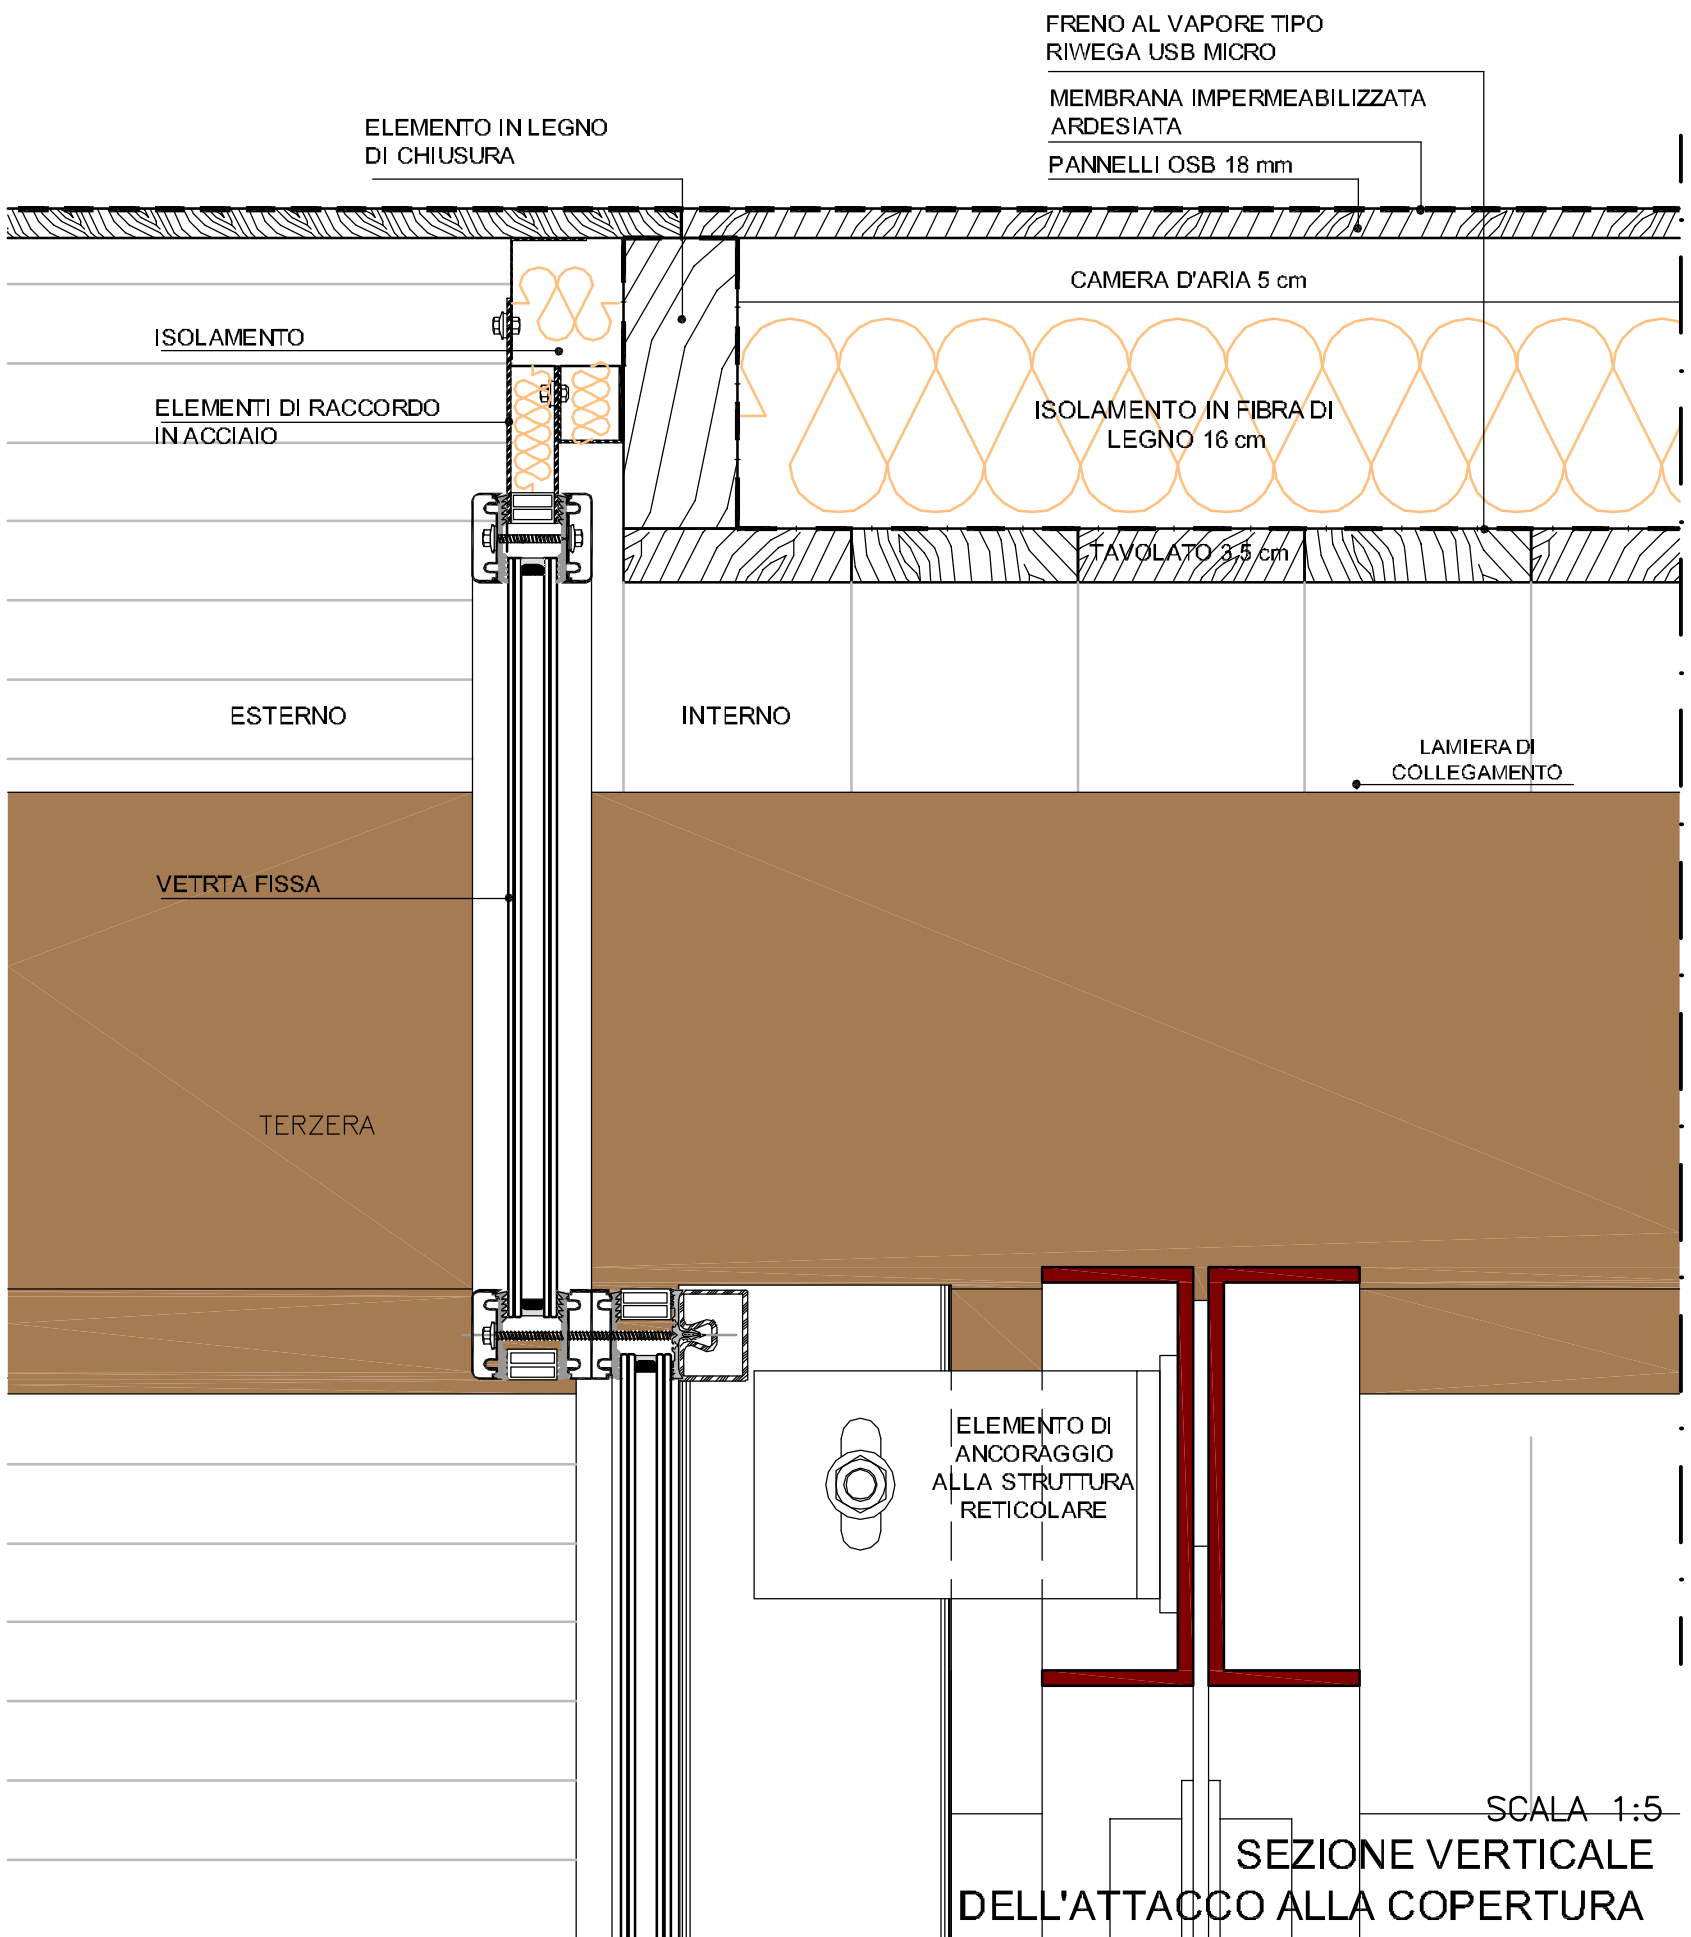 FRENO AL VAPORE TIPO
RIWEGA USB MICRO
MEMBRANA IMPERMEABILIZZATA
ARDESIATA
PANNELLI OSB 18 mm
ELEMENTO IN LEGNO
DI CHIUSURA
CAMERA D'ARIA 5 cm
ISOLAMENTO
ELEMENTI DI RACCORDO
IN ACCIAIO
ISOLAMENTO IN FIBRA DI
LEGNO 16 cm
TAVOLATO 3.5 cm
ESTERNO
INTERNO
LAMIERA DI
COLLEGAMENTO
VETRTA FISSA
TERZERA
ELEMENTO DI
ANCORAGGIO
ALLA STRUTTURA
RETICOLARE
SCALA 1:5
SEZIONE VERTICALE
DELL'ATTACCO ALLA COPERTURA